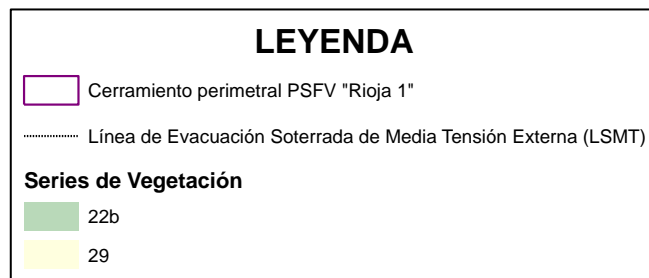 LEYENDA
Cerramiento perimetral PSFV "Rioja 1"
Línea de Evacuación Soterrada de Media Tensión Externa (LSMT)
Series de Vegetación
22b
29